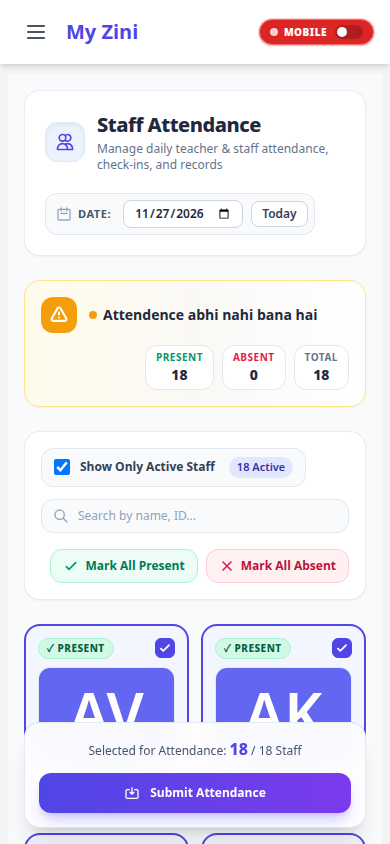 My Zini
MOBILE
Staff Attendance
Manage daily teacher & staff attendance,
check-ins, and records
DATE: 11/27/2026 Today
Attendence abhi nahi bana hai
PRESENT ABSENT TOTAL
18 0 18
Show Only Active Staff 18 Active
Search by name, ID...
Mark All Present Mark All Absent
✓ PRESENT ✓ PRESENT
AV AK
Selected for Attendance: 18 / 18 Staff
Submit Attendance